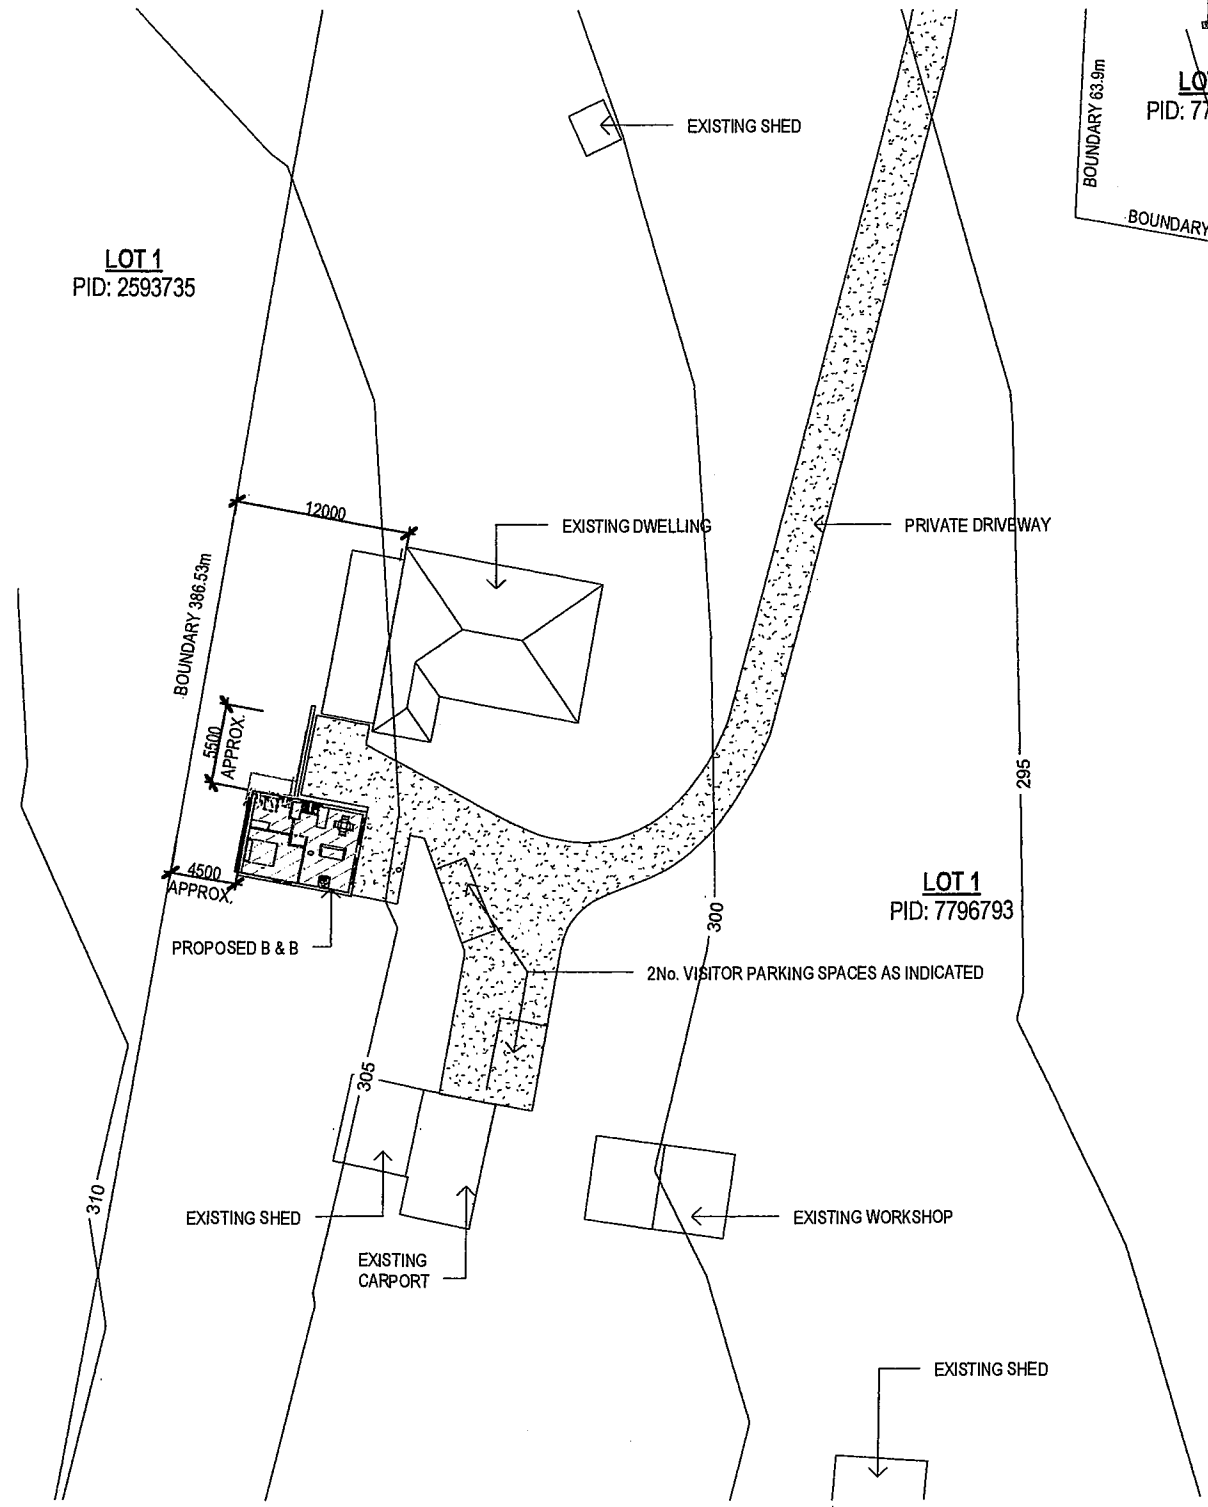 EXISTING SHED
BOUNDARY 63.9m
PID: 77
BOUNDARY
LOT 1
PID: 2593735
12000
EXISTING DWELLING
PRIVATE DRIVEWAY
BOUNDARY 386.53m
5500
APPROX.
295
4500
APPROX.
LOT 1
PID: 7796793
300
PROPOSED B & B
2No. VISITOR PARKING SPACES AS INDICATED
305
310
EXISTING SHED
EXISTING WORKSHOP
EXISTING
CARPORT
EXISTING SHED